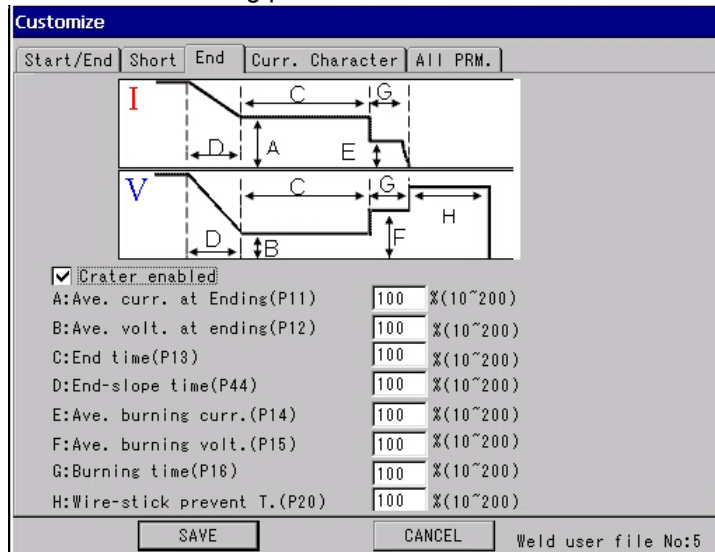 Customize
Start/End Short End Curr. Character All PRM.
I C G
D A E
V C G H
D B F
Crater enabled
A:Ave. curr. at Ending(P11) 100 %(10~200)
B:Ave. volt. at ending(P12) 100 %(10~200)
C:End time(P13) 100 %(10~200)
D:End-slope time(P44) 100 %(10~200)
E:Ave. burning curr.(P14) 100 %(10~200)
F:Ave. burning volt.(P15) 100 %(10~200)
G:Burning time(P16) 100 %(10~200)
H:Wire-stick prevent T.(P20) 100 %(10~200)
SAVE CANCEL Weld user file No:5